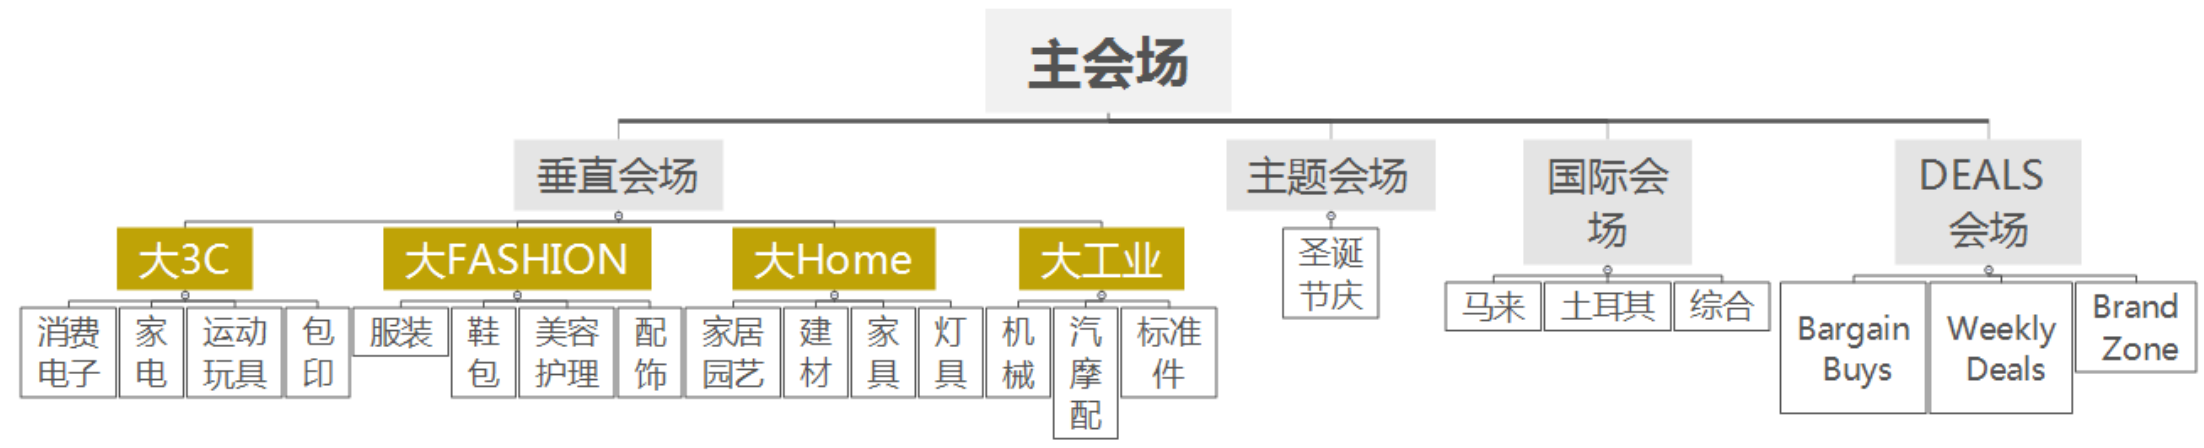 主会场
垂直会场
主题会场
国际会
场
DEALS
会场
大3C
大FASHION
大Home
大工业
消费
电子
家
电
运动
玩具
包
印
服装
鞋
包
美容
护理
配
饰
家居
园艺
建
材
家
具
灯
具
机
械
汽
摩
配
标准
件
圣诞
节庆
马来
土耳其
综合
Bargain
Buys
Weekly
Deals
Brand
Zone